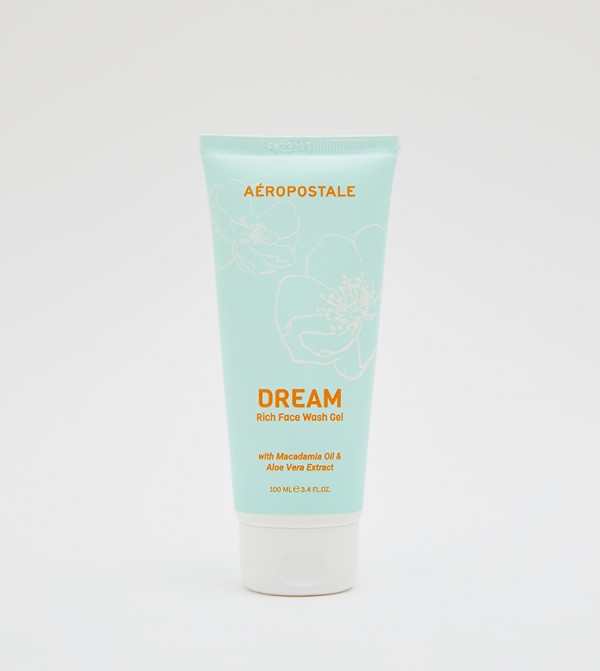 AÉROPOSTALE
DREAM
Rich Face Wash Gel
with Macadamia Oil &
Aloe Vera Extract
100 ML ℮ 3.4 FL.OZ.